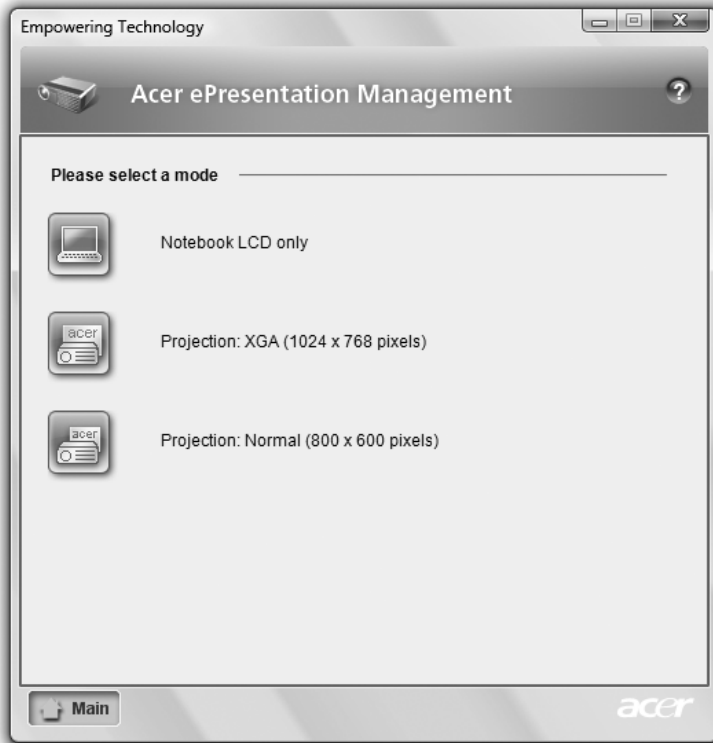 Empowering Technology
Acer ePresentation Management
?
Please select a mode
Notebook LCD only
acer
Projection: XGA (1024 x 768 pixels)
acer
Projection: Normal (800 x 600 pixels)
Main
acer